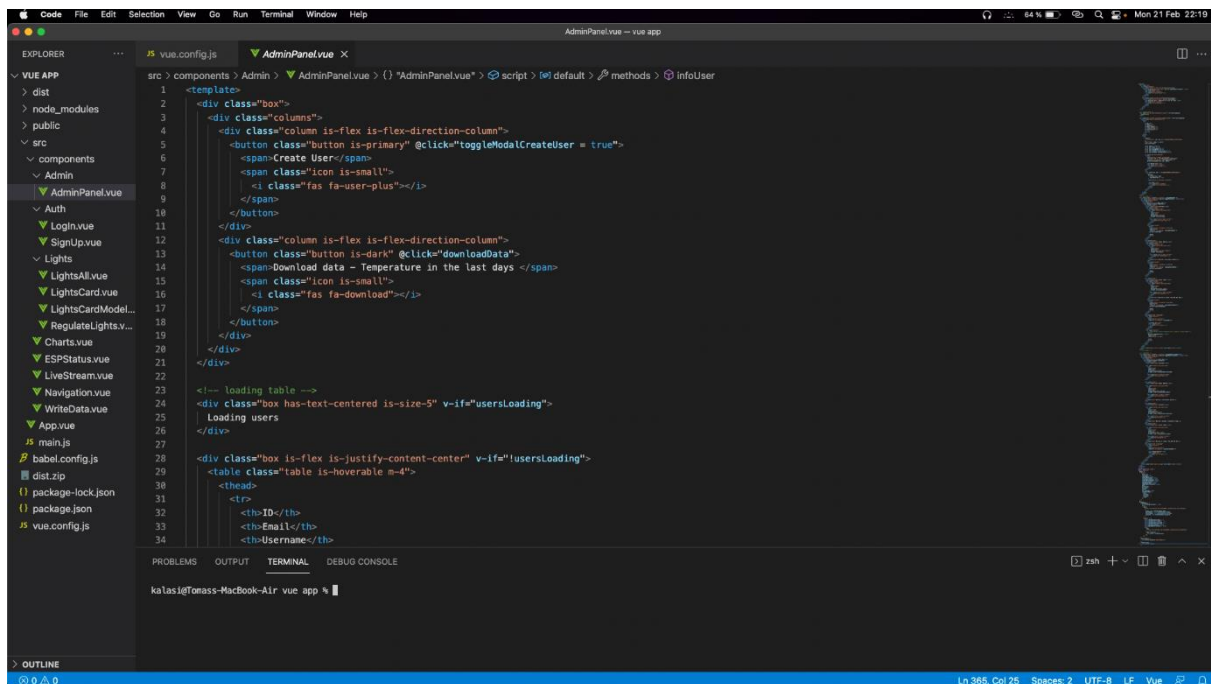 Code File Edit Selection View Go Run Terminal Window Help 64 % Mon 21 Feb 22:19
AdminPanel.vue — vue app
EXPLORER ···
JS vue.config.js AdminPanel.vue ×
VUE APP
> dist
> node_modules
> public
src
components
Admin
AdminPanel.vue
Auth
LogIn.vue
SignUp.vue
Lights
LightsAll.vue
LightsCard.vue
LightsCardModel...
RegulateLights.v...
Charts.vue
ESPStatus.vue
LiveStream.vue
Navigation.vue
WriteData.vue
App.vue
JS main.js
babel.config.js
dist.zip
{} package-lock.json
{} package.json
JS vue.config.js
> OUTLINE
src > components > Admin > AdminPanel.vue > {} "AdminPanel.vue" > script > default > methods > infoUser
1 <template>
2 <div class="box">
3 <div class="columns">
4 <div class="column is-flex is-flex-direction-column">
5 <button class="button is-primary" @click="toggleModalCreateUser = true">
6 <span>Create User</span>
7 <span class="icon is-small">
8 <i class="fas fa-user-plus"></i>
9 </span>
10 </button>
11 </div>
12 <div class="column is-flex is-flex-direction-column">
13 <button class="button is-dark" @click="downloadData">
14 <span>Download data - Temperature in the last days </span>
15 <span class="icon is-small">
16 <i class="fas fa-download"></i>
17 </span>
18 </button>
19 </div>
20 </div>
21 </div>
22
23 <!-- loading table -->
24 <div class="box has-text-centered is-size-5" v-if="usersLoading">
25 Loading users
26 </div>
27
28 <div class="box is-flex is-justify-content-center" v-if="!usersLoading">
29 <table class="table is-hoverable m-4">
30 <thead>
31 <tr>
32 <th>ID</th>
33 <th>Email</th>
34 <th>Username</th>
PROBLEMS OUTPUT TERMINAL DEBUG CONSOLE zsh
kalasi@Tomass-MacBook-Air vue app %
0 0 Ln 365, Col 25 Spaces: 2 UTF-8 LF Vue